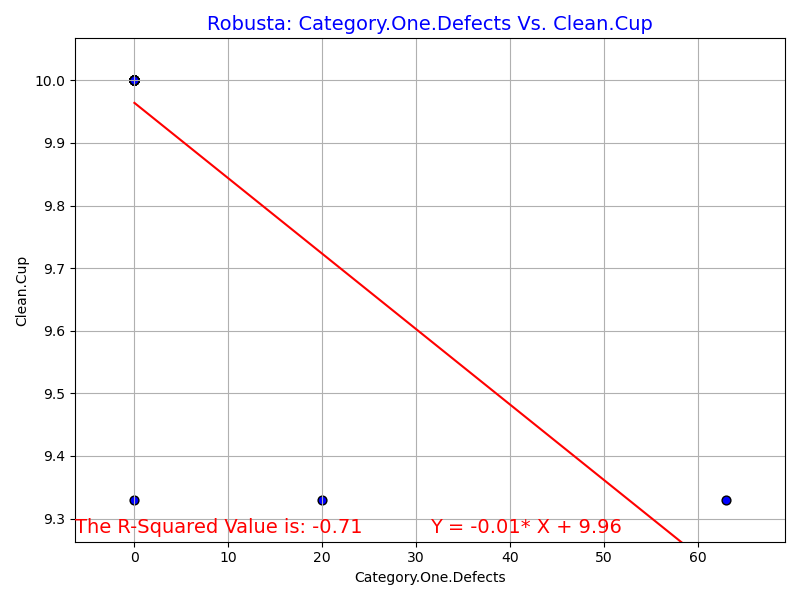 Robusta: Category.One.Defects Vs. Clean.Cup
10.0
9.9
9.8
9.7
9.6
9.5
9.4
9.3
Clean.Cup
The R-Squared Value is: -0.71
Y = -0.01* X + 9.96
0 10 20 30 40 50 60
Category.One.Defects